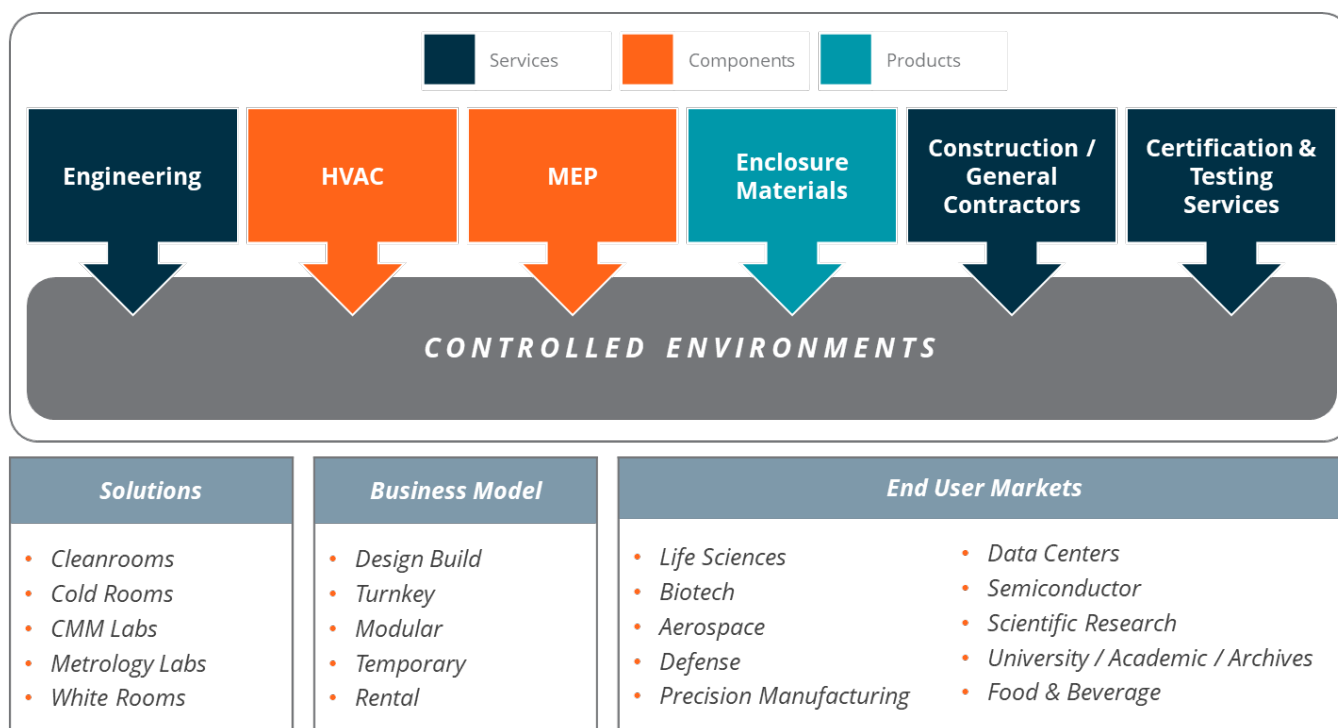 Services
Components
Products
Engineering
HVAC
MEP
Enclosure
Materials
Construction /
General
Contractors
Certification &
Testing
Services
CONTROLLED ENVIRONMENTS
Solutions
• Cleanrooms
• Cold Rooms
• CMM Labs
• Metrology Labs
• White Rooms
Business Model
• Design Build
• Turnkey
• Modular
• Temporary
• Rental
End User Markets
• Life Sciences
• Biotech
• Aerospace
• Defense
• Precision Manufacturing
• Data Centers
• Semiconductor
• Scientific Research
• University / Academic / Archives
• Food & Beverage